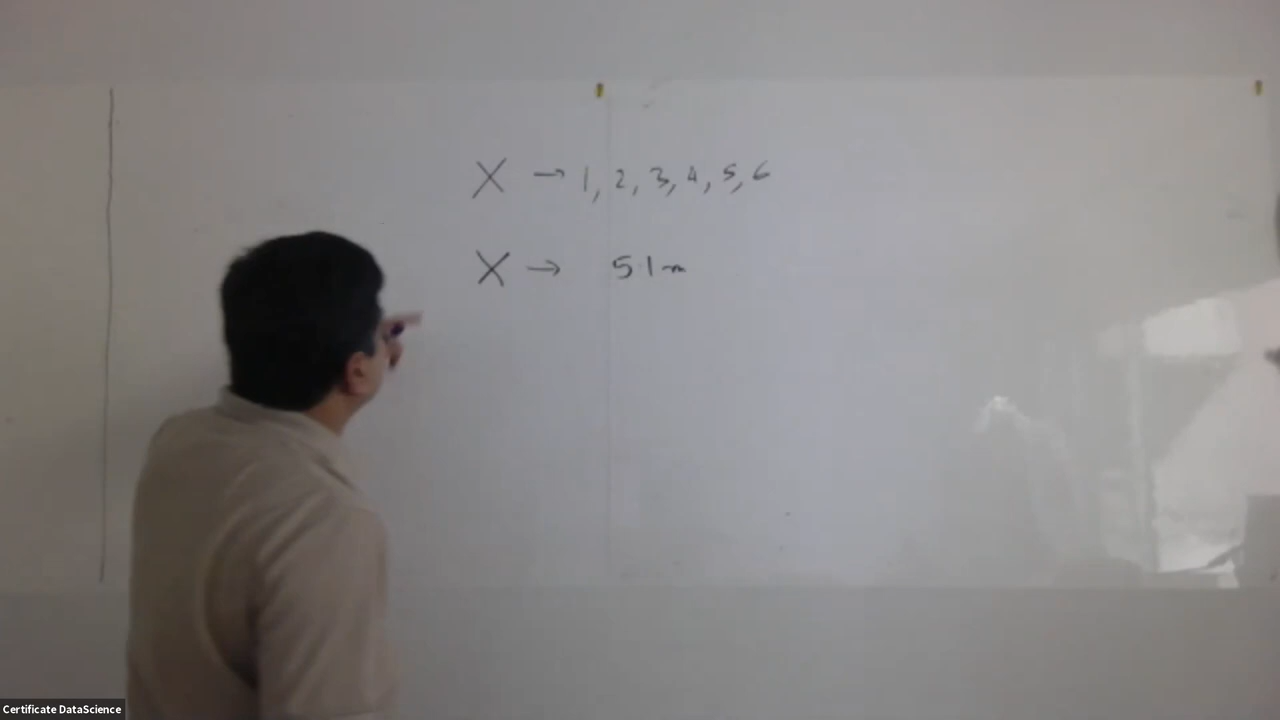 X → 1, 2, 3, 4, 5, 6
X → 5.1m
Certificate DataScience